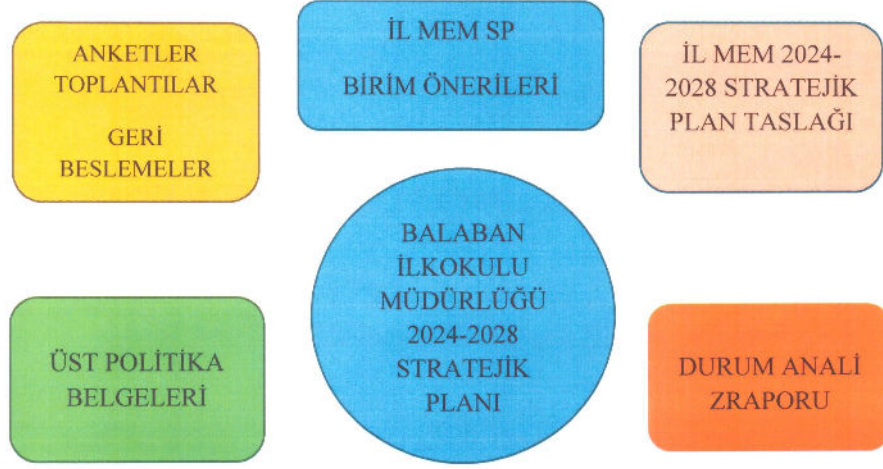 ANKETLER
TOPLANTILAR
GERİ
BESLEMELER
İL MEM SP
BİRİM ÖNERİLERİ
İL MEM 2024-
2028 STRATEJİK
PLAN TASLAĞI
BALABAN
İLKOKULU
MÜDÜRLÜĞÜ
2024-2028
STRATEJİK
PLANI
ÜST POLİTİKA
BELGELERİ
DURUM ANALİ
ZRAPORU